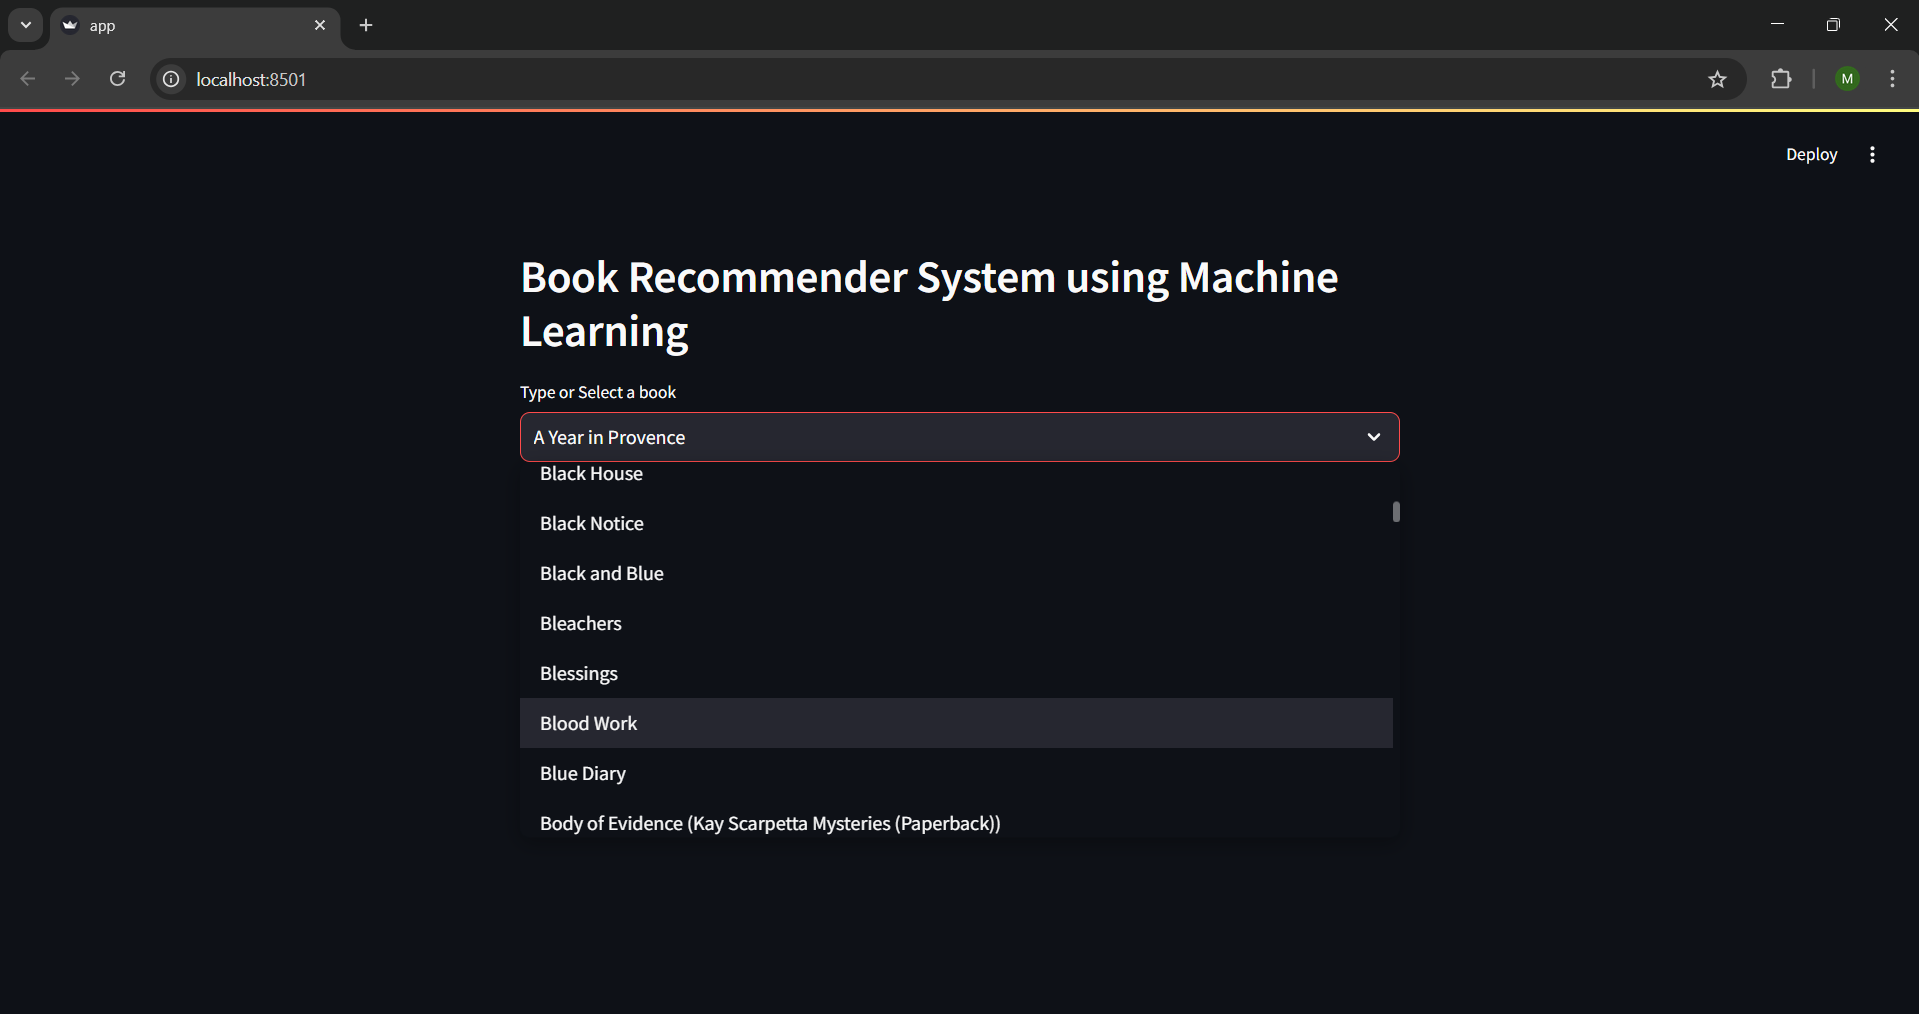 app
localhost:8501
M
Deploy
Book Recommender System using Machine
Learning
Type or Select a book
A Year in Provence
Black House
Black Notice
Black and Blue
Bleachers
Blessings
Blood Work
Blue Diary
Body of Evidence (Kay Scarpetta Mysteries (Paperback))